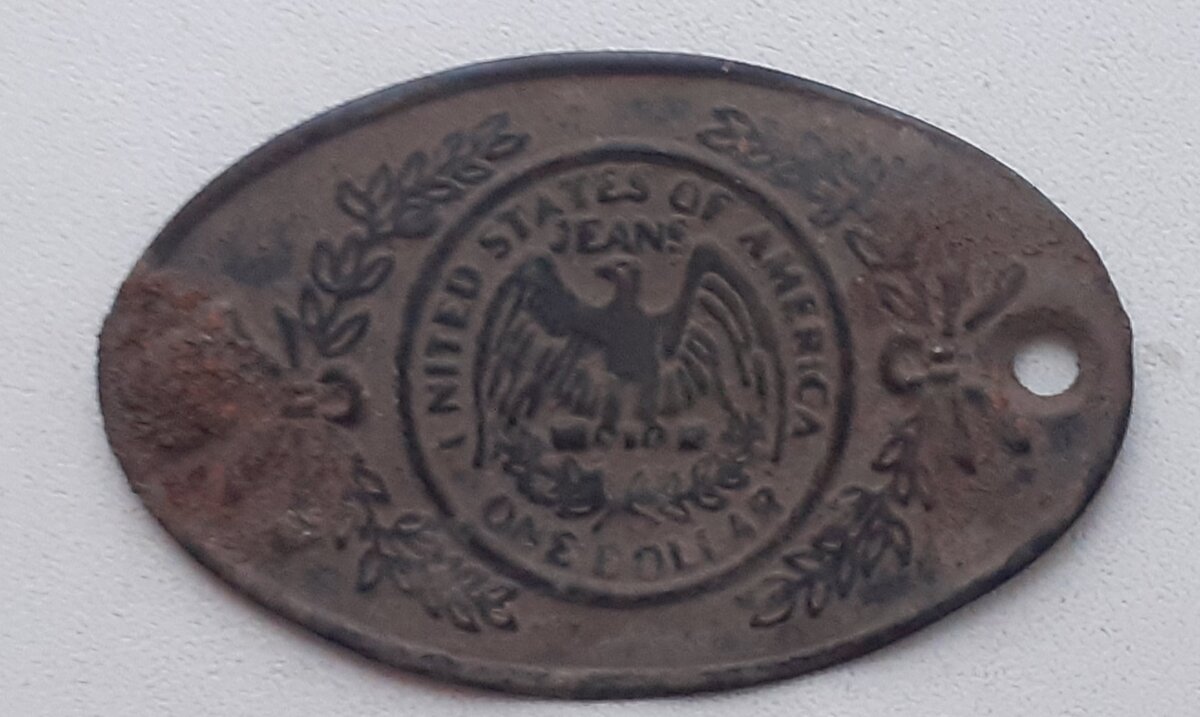 UNITED STATES OF AMERICA
JEANS
ONE DOLLAR